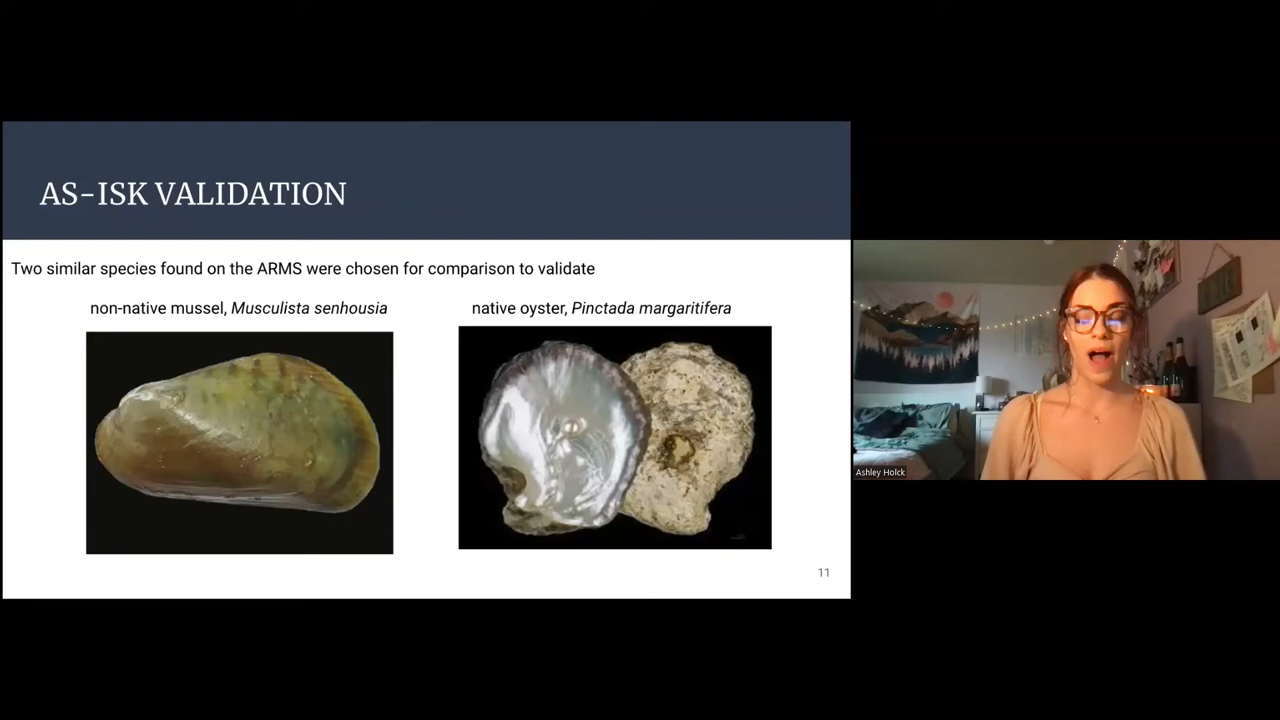 AS-ISK VALIDATION
Two similar species found on the ARMS were chosen for comparison to validate
non-native mussel, Musculista senhousia
native oyster, Pinctada margaritifera
11
Ashley Holck